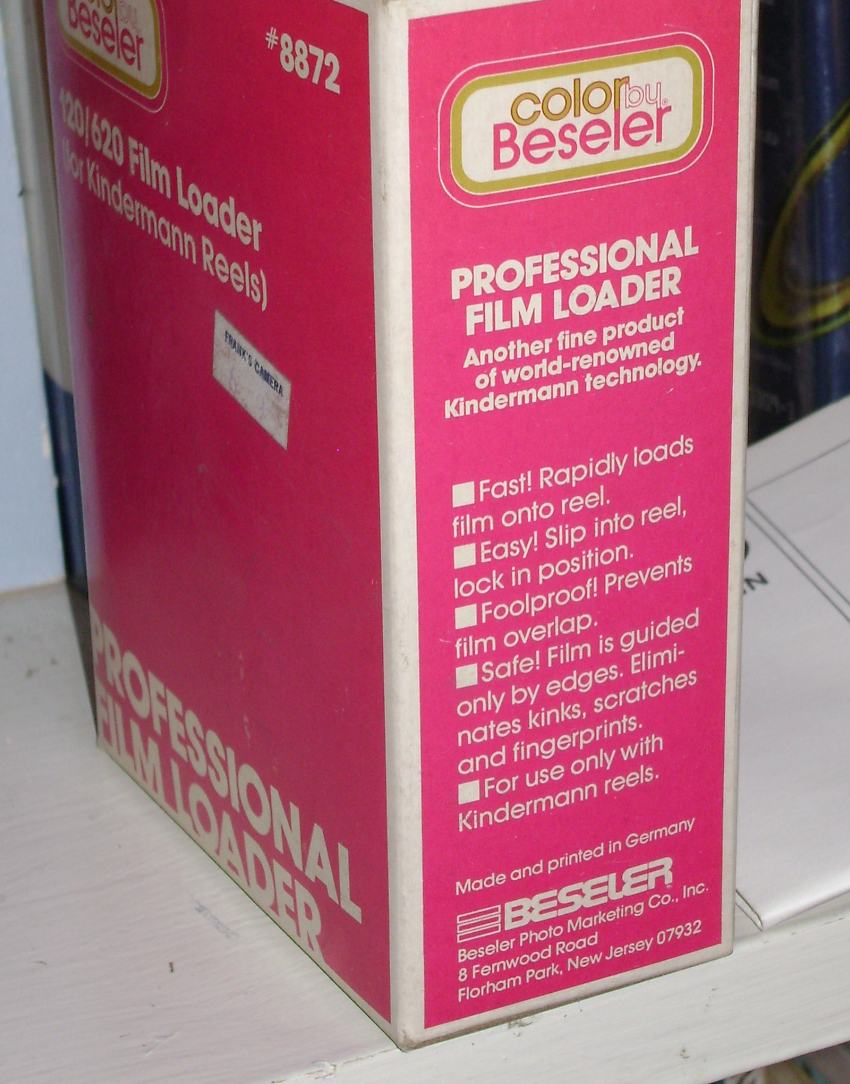 color by
Beseler
#8872
120/620 Film Loader
(for Kindermann Reels)
FRANK'S CAMERA
PROFESSIONAL
FILM LOADER
color by®
Beseler
PROFESSIONAL
FILM LOADER
Another fine product
of world-renowned
Kindermann technology.
Fast! Rapidly loads
film onto reel.
Easy! Slip into reel,
lock in position.
Foolproof! Prevents
film overlap.
Safe! Film is guided
only by edges. Elimi-
nates kinks, scratches
and fingerprints.
For use only with
Kindermann reels.
Made and printed in Germany
BESELER
Beseler Photo Marketing Co., Inc.
8 Fernwood Road
Florham Park, New Jersey 07932